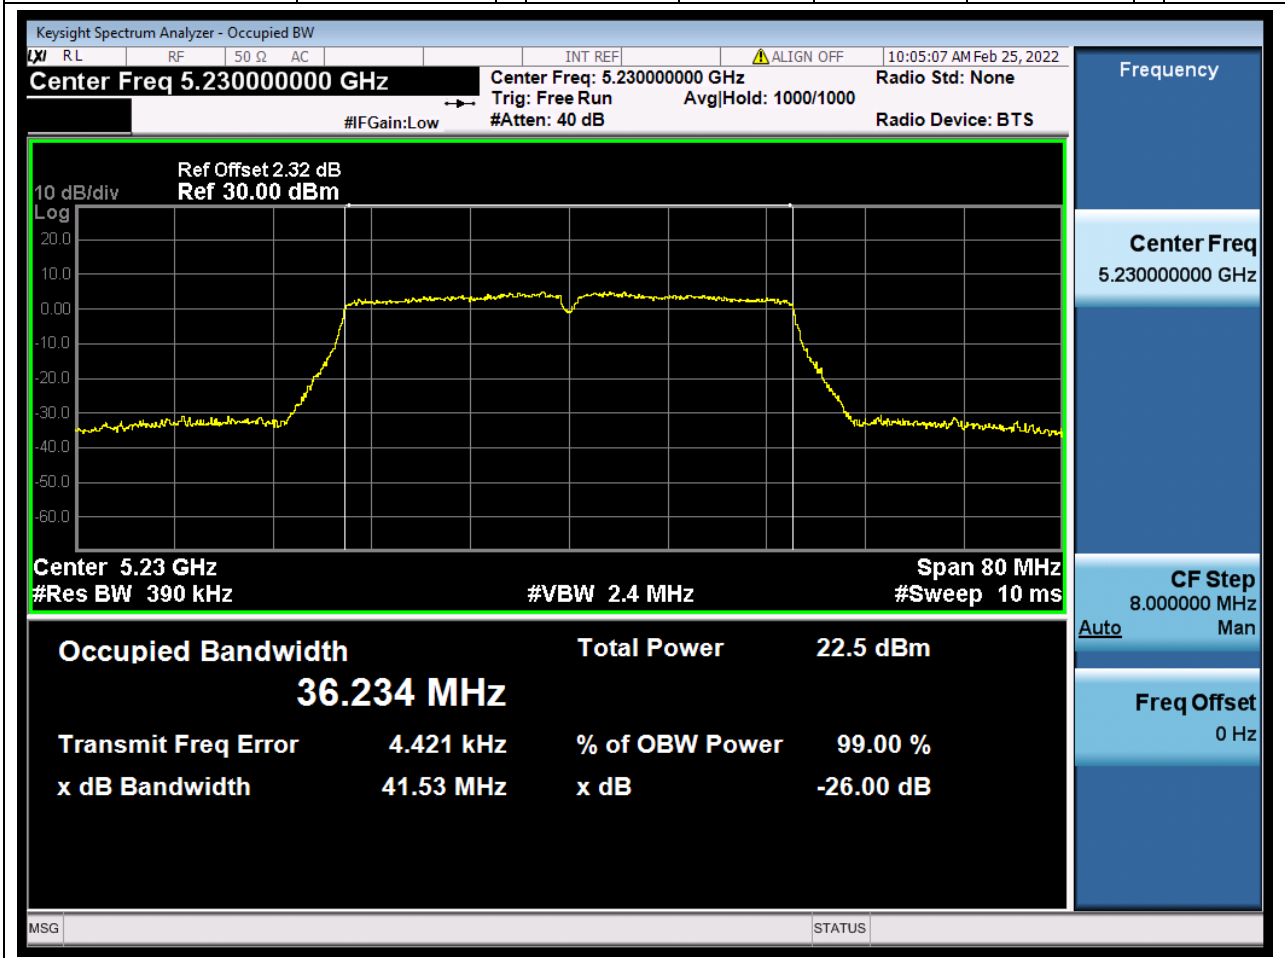 Keysight Spectrum Analyzer - Occupied BW
LXI RL RF 50 Ω AC INT REF ALIGN OFF 10:05:07 AM Feb 25, 2022
Center Freq 5.230000000 GHz
Center Freq: 5.230000000 GHz
Radio Std: None
Trig: Free Run Avg|Hold: 1000/1000
#IFGain:Low
#Atten: 40 dB
Radio Device: BTS
Ref Offset 2.32 dB
10 dB/div Ref 30.00 dBm
Log
20.0
10.0
0.00
-10.0
-20.0
-30.0
-40.0
-50.0
-60.0
Center 5.23 GHz Span 80 MHz
#Res BW 390 kHz #VBW 2.4 MHz #Sweep 10 ms
Occupied Bandwidth Total Power 22.5 dBm
36.234 MHz
Transmit Freq Error 4.421 kHz % of OBW Power 99.00 %
x dB Bandwidth 41.53 MHz x dB -26.00 dB
Frequency
Center Freq
5.230000000 GHz
CF Step
8.000000 MHz
Auto Man
Freq Offset
0 Hz
MSG STATUS